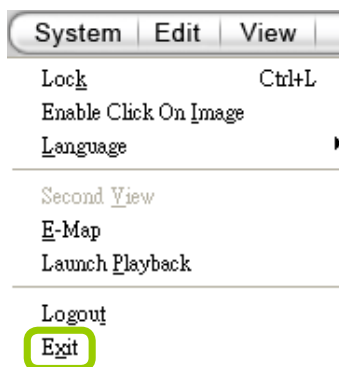 System Edit View
Lock Ctrl+L
Enable Click On Image
Language
Second View
E-Map
Launch Playback
Logout
Exit